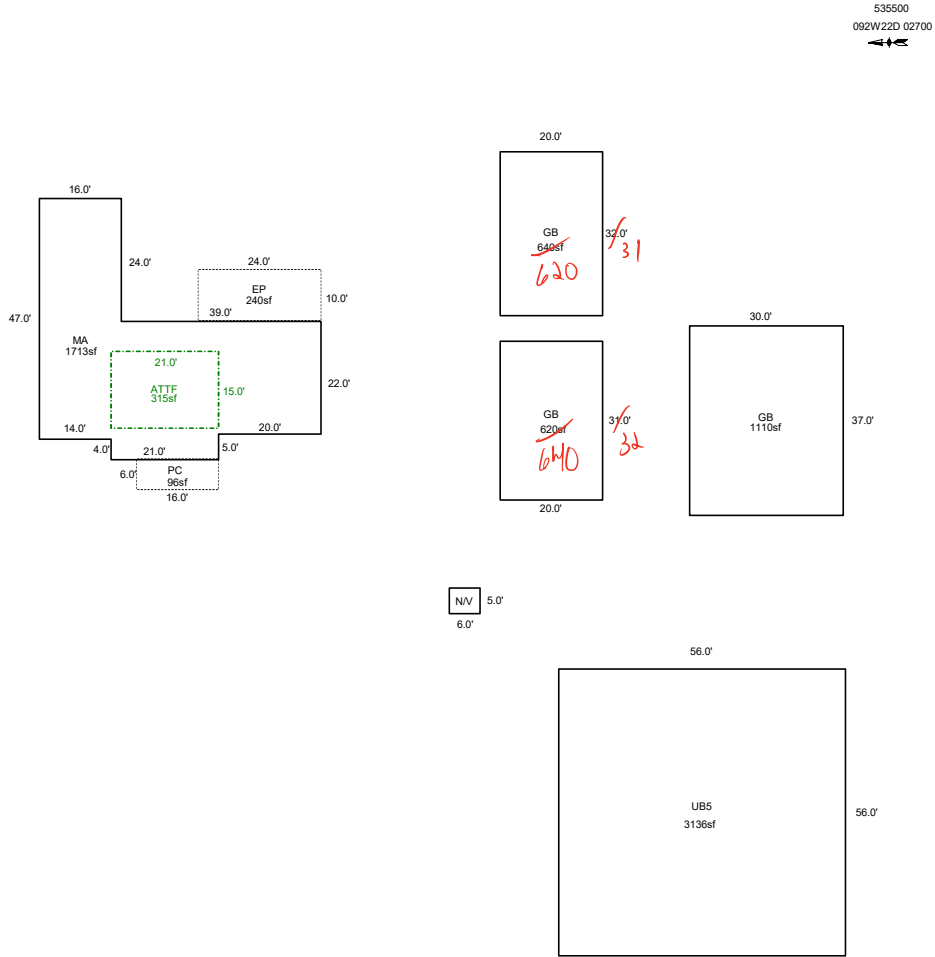 535500
092W22D 02700
20.0'
16.0'
GB
640sf
620
32.0'
31
24.0'
24.0'
EP
240sf
10.0'
39.0'
47.0'
MA
1713sf
21.0'
ATTF
315sf
15.0'
22.0'
14.0'
20.0'
4.0'
21.0'
5.0'
6.0'
PC
96sf
16.0'
GB
620sf
640
31.0'
32
20.0'
30.0'
GB
1110sf
37.0'
N/V
5.0'
6.0'
56.0'
UB5
3136sf
56.0'